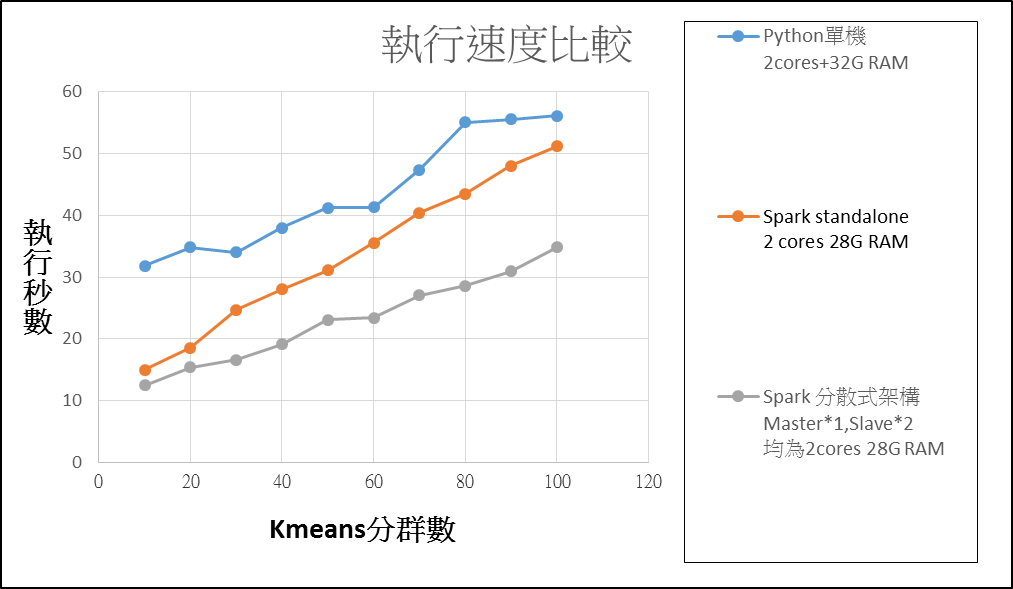 執行速度比較
Python單機
2cores+32G RAM
Spark standalone
2 cores 28G RAM
Spark 分散式架構
Master*1,Slave*2
均為2cores 28G RAM
執行秒數
60
50
40
30
20
10
0
0 20 40 60 80 100 120
Kmeans分群數